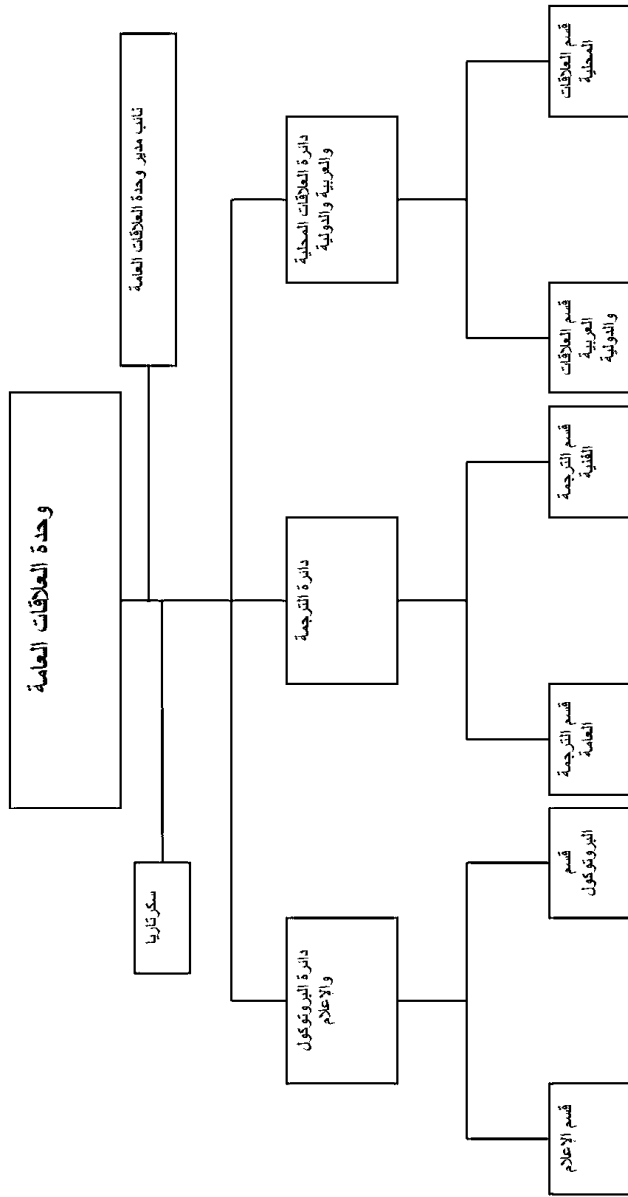 وحدة العلاقات العامة
نائب مدير وحدة العلاقات العامة
سكرتاريا
دائرة العلاقات المحلية
والعربية والدولية
دائرة الترجمة
دائرة البروتوكول
والإعلام
قسم العلاقات
المحلية
قسم العلاقات
العربية
والدولية
قسم الترجمة
الفنية
قسم الترجمة
العامة
قسم
البروتوكول
قسم الإعلام